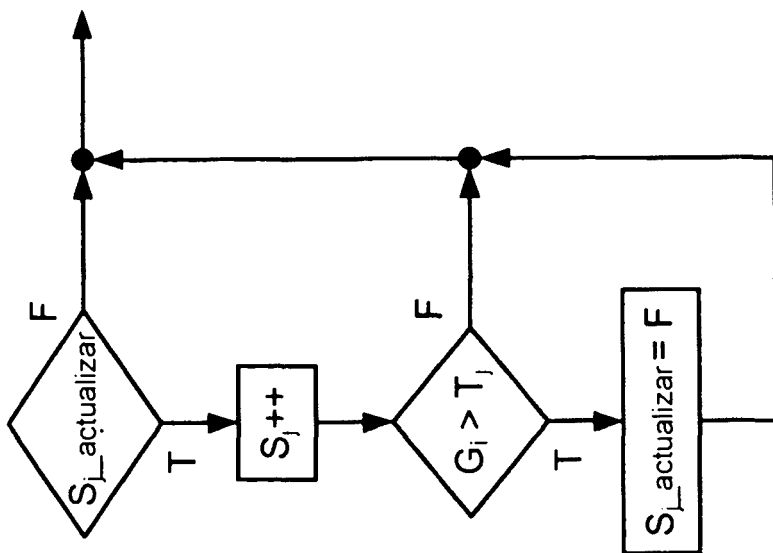 S_j_actualizar
F
T
S_j++
G_i > T_j
F
T
S_j_actualizar = F